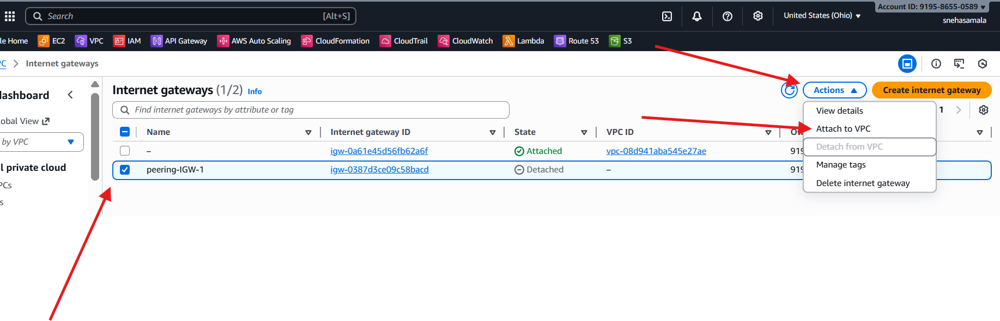 Search [Alt+S] United States (Ohio) Account ID: 9195-8655-0589
snehasamala
le Home EC2 VPC IAM API Gateway AWS Auto Scaling CloudFormation CloudTrail CloudWatch Lambda Route 53 S3
PC > Internet gateways
dashboard
Internet gateways (1/2) Info Actions Create internet gateway
lobal View
Find internet gateways by attribute or tag 1
by VPC
l private cloud
PCs
s
Name Internet gateway ID State VPC ID Ow
– igw-0a61e45d56fb62a6f Attached vpc-08d941aba545e27ae 919
peering-IGW-1 igw-0387d3ce09c58bacd Detached – 919
View details
Attach to VPC
Detach from VPC
Manage tags
Delete internet gateway